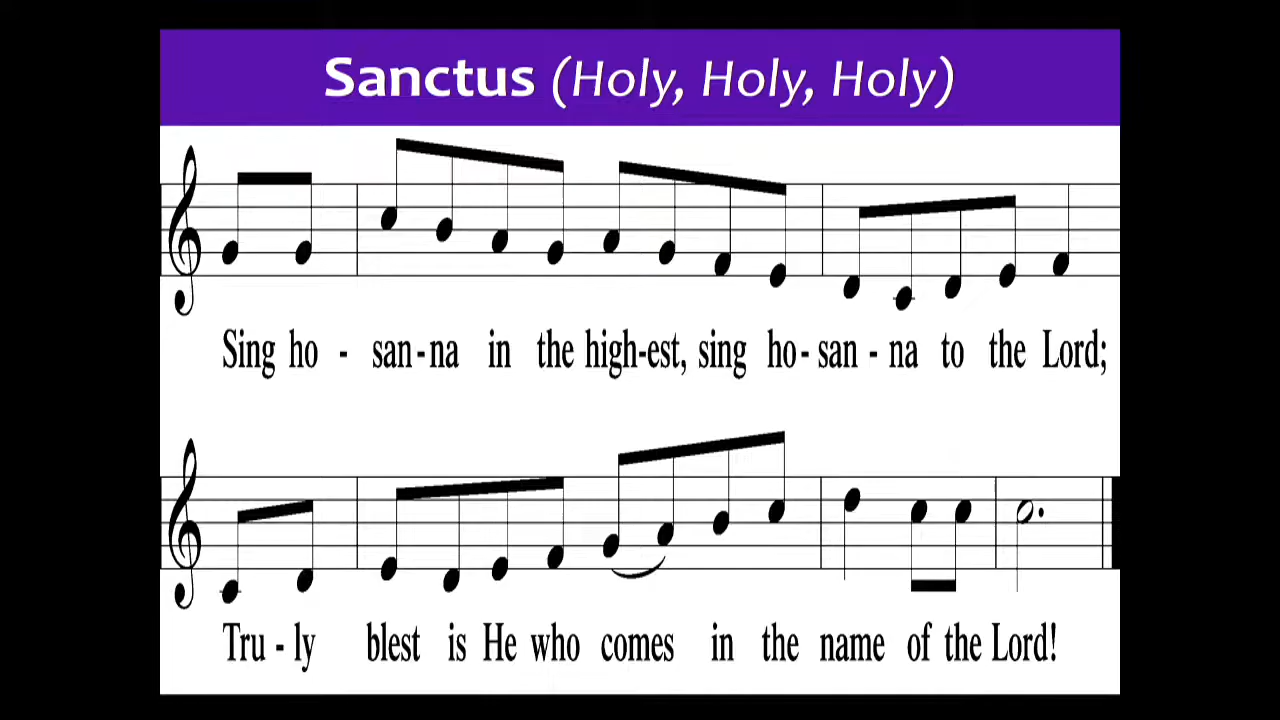 Sanctus (Holy, Holy, Holy)
Sing ho - san-na in the high-est, sing ho-san - na to the Lord;
Tru - ly blest is He who comes in the name of the Lord!